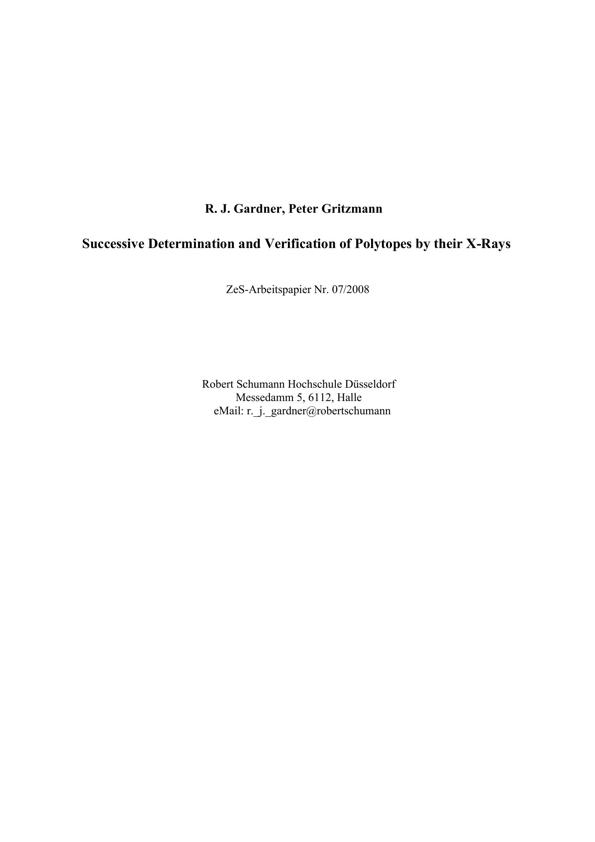 R. J. Gardner, Peter Gritzmann
Successive Determination and Verification of Polytopes by their X-Rays
ZeS-Arbeitspapier Nr. 07/2008
Robert Schumann Hochschule Düsseldorf
Messedamm 5, 6112, Halle
eMail: r._j._gardner@robertschumann